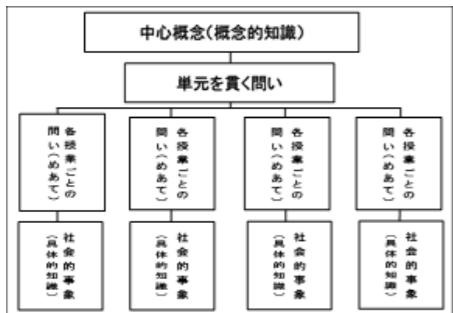 中心概念(概念的知識)
単元を貫く問い
各授業ごとの
問い(めあて)
各授業ごとの
問い(めあて)
各授業ごとの
問い(めあて)
各授業ごとの
問い(めあて)
社会的事象
(具体的知識)
社会的事象
(具体的知識)
社会的事象
(具体的知識)
社会的事象
(具体的知識)